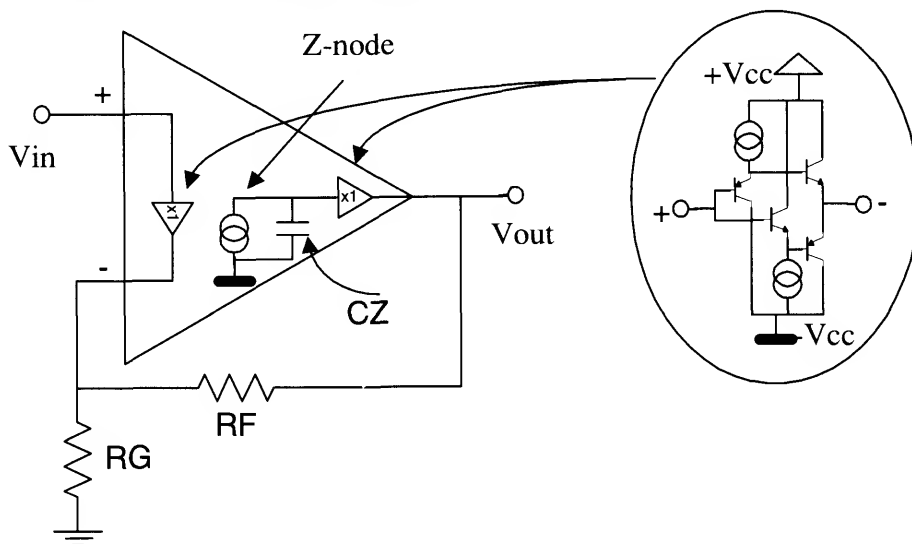 Z-node
+Vcc
+
Vin
x1
x1
+
-
Vout
-
CZ
-Vcc
RF
RG